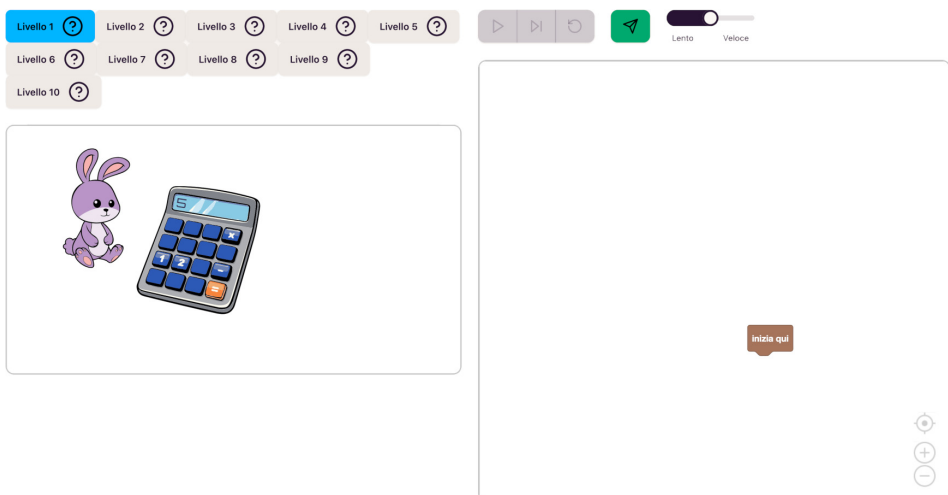 Livello 1 ? Livello 2 ? Livello 3 ? Livello 4 ? Livello 5 ?
Lento Veloce
Livello 6 ? Livello 7 ? Livello 8 ? Livello 9 ?
Livello 10 ?
5
x
1 2 -
=
inizia qui